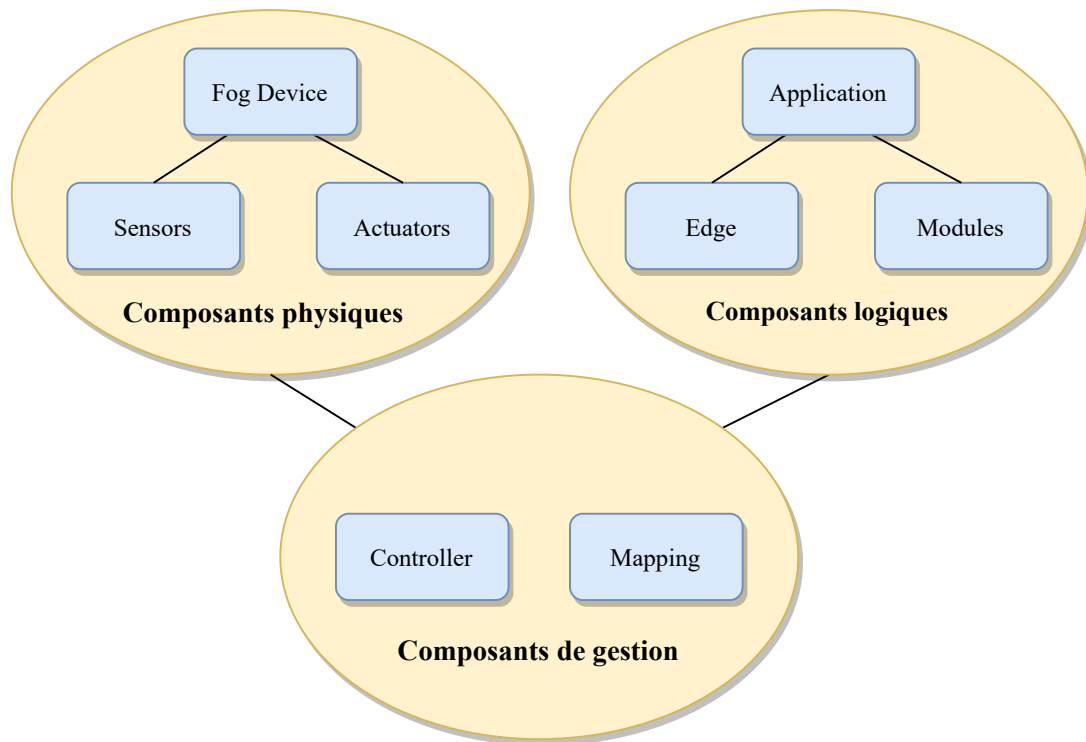 Fog Device
Sensors
Actuators
Composants physiques
Application
Edge
Modules
Composants logiques
Controller
Mapping
Composants de gestion